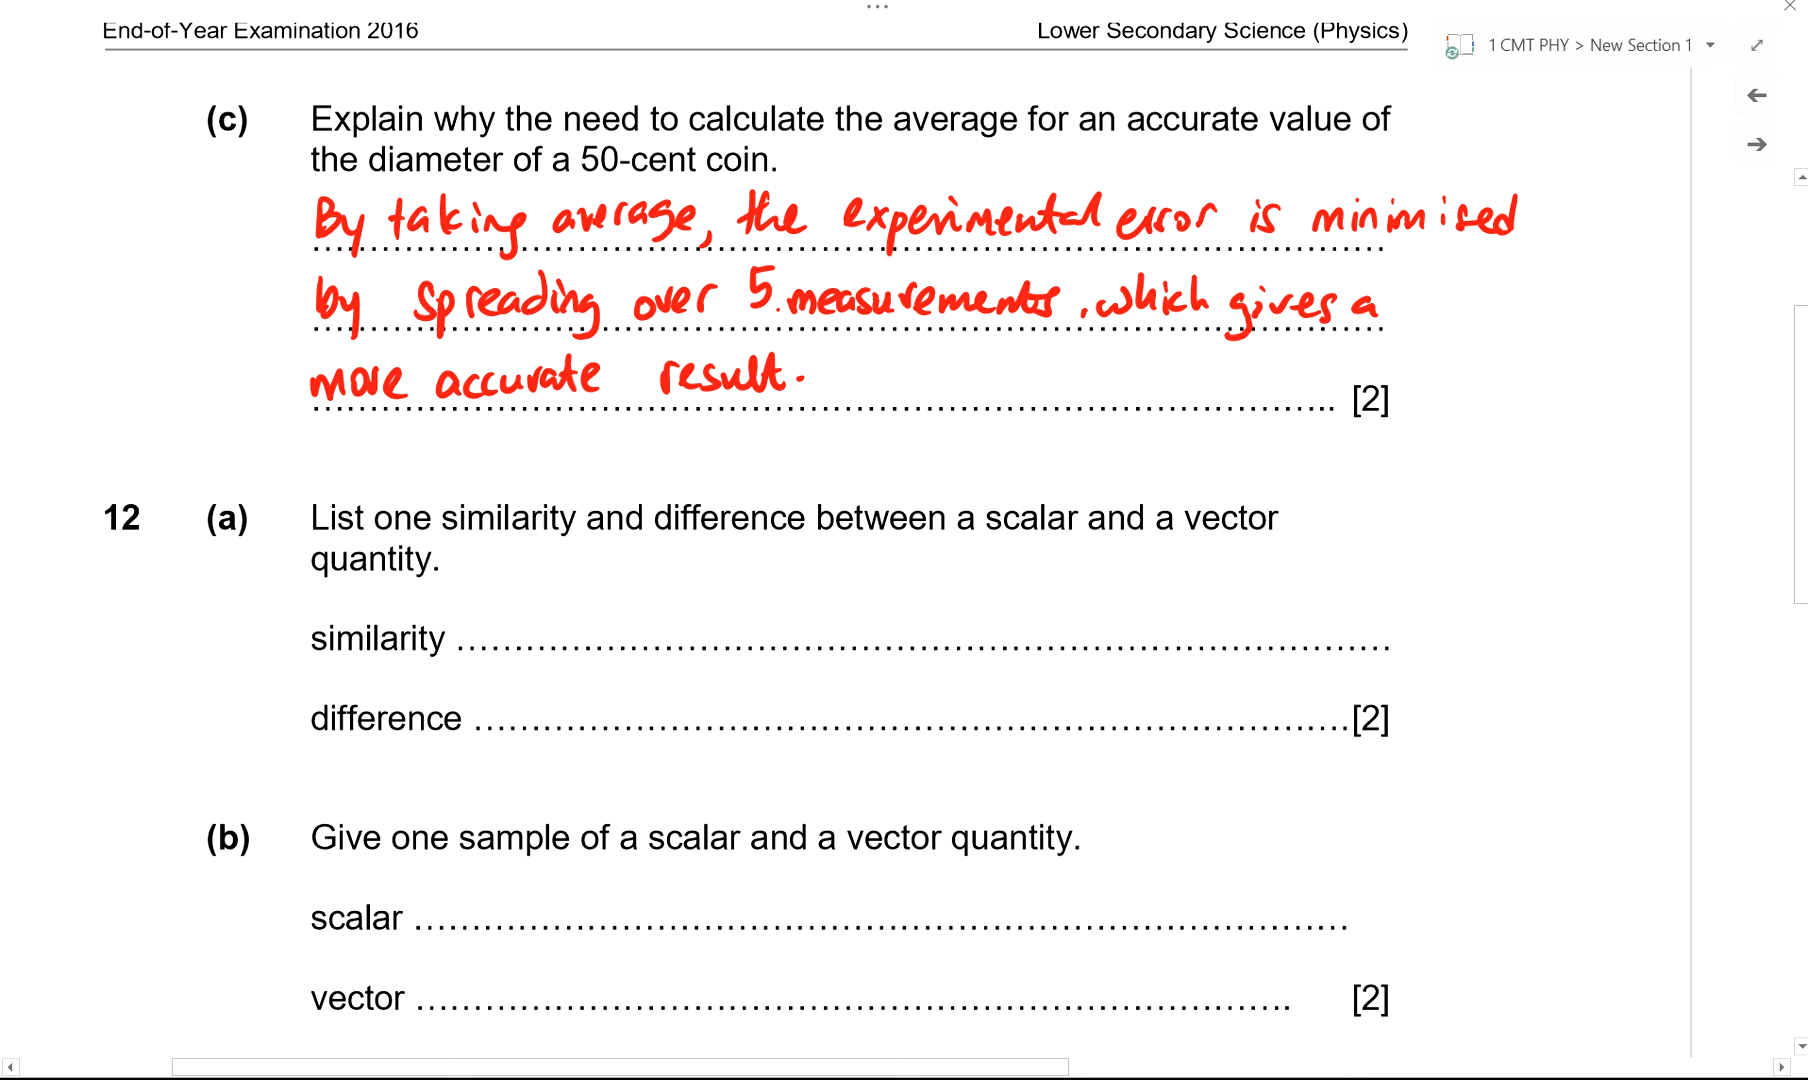 End-of-Year Examination 2016 Lower Secondary Science (Physics)
1 CMT PHY > New Section 1
(c) Explain why the need to calculate the average for an accurate value of
the diameter of a 50-cent coin.
By taking average, the experimental error is minimised
by spreading over 5 measurements, which gives a
more accurate result.
[2]
12 (a) List one similarity and difference between a scalar and a vector
quantity.
similarity
difference [2]
(b) Give one sample of a scalar and a vector quantity.
scalar
vector [2]